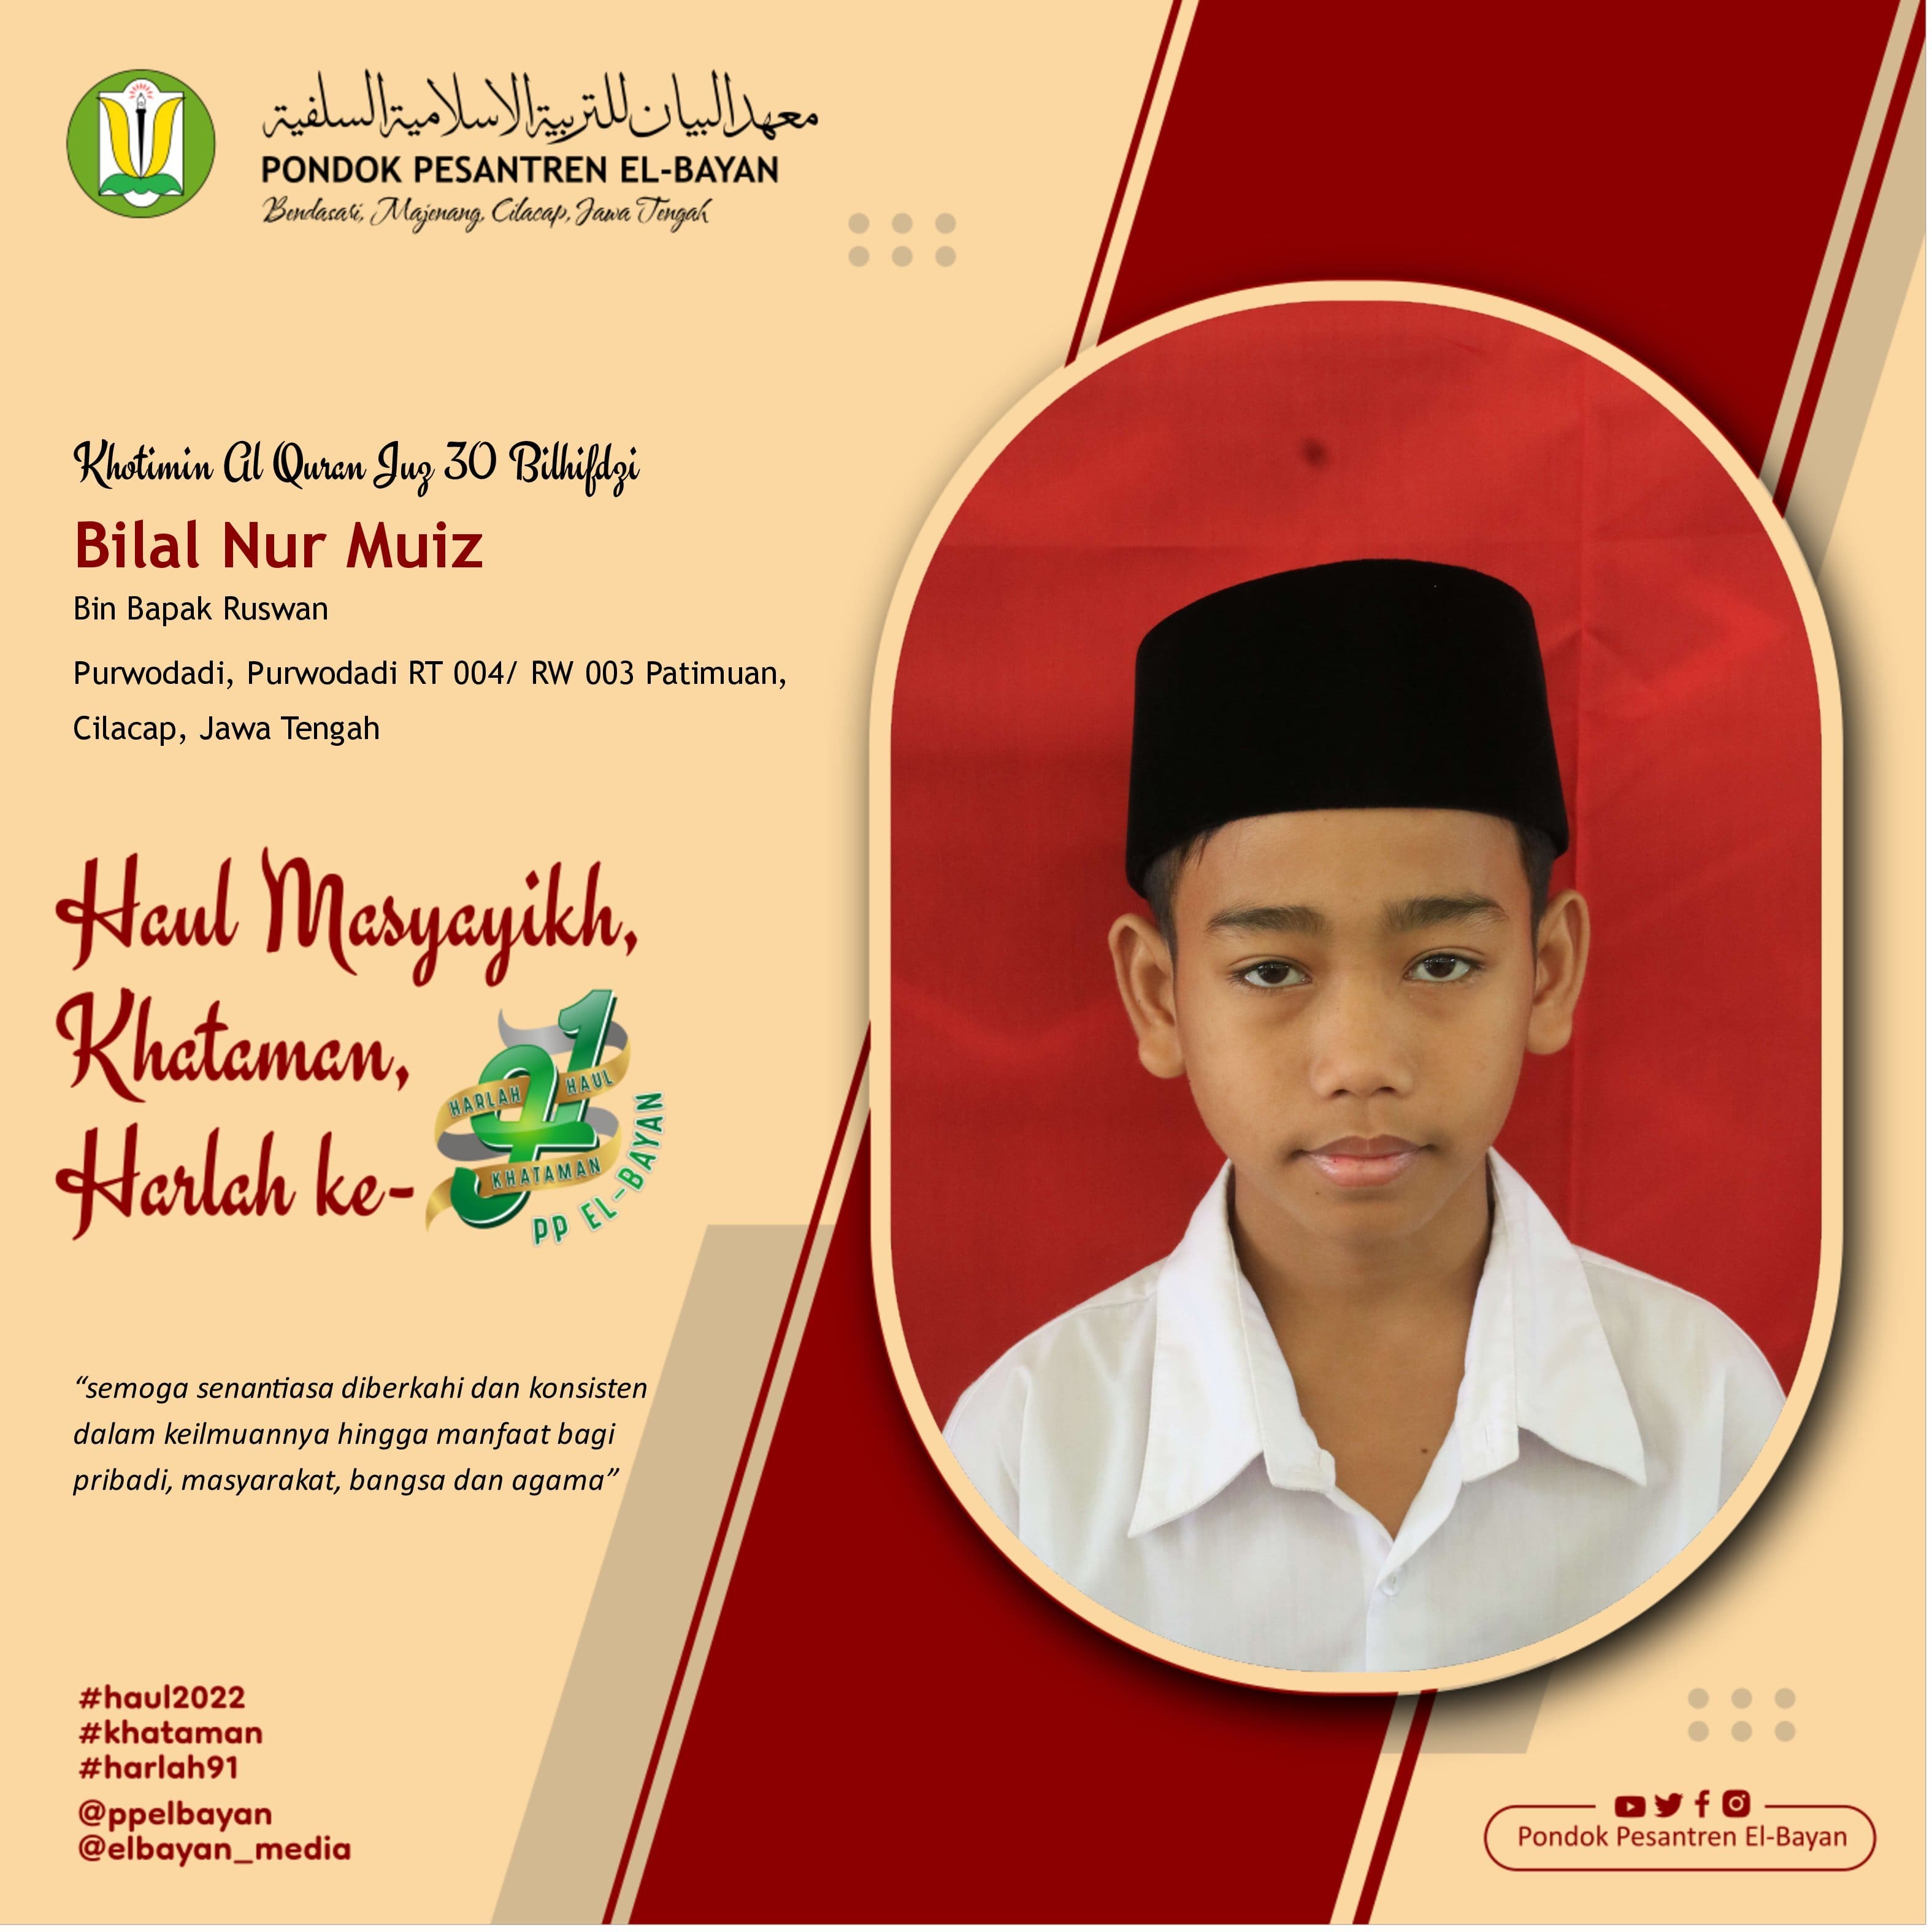 معهد البيان للتربية الاسلامية السلفية
PONDOK PESANTREN EL-BAYAN
Bendasari, Majenang, Cilacap, Jawa Tengah
Khotimin Al Quran Juz 30 Bilhifdzi
Bilal Nur Muiz
Bin Bapak Ruswan
Purwodadi, Purwodadi RT 004/ RW 003 Patimuan,
Cilacap, Jawa Tengah
Haul Masyayikh,
Khataman,
Harlah ke-
91
HARLAH HAUL
KHATAMAN
PP EL-BAYAN
“semoga senantiasa diberkahi dan konsisten
dalam keilmuannya hingga manfaat bagi
pribadi, masyarakat, bangsa dan agama”
#haul2022
#khataman
#harlah91
@ppelbayan
@elbayan_media
Pondok Pesantren El-Bayan